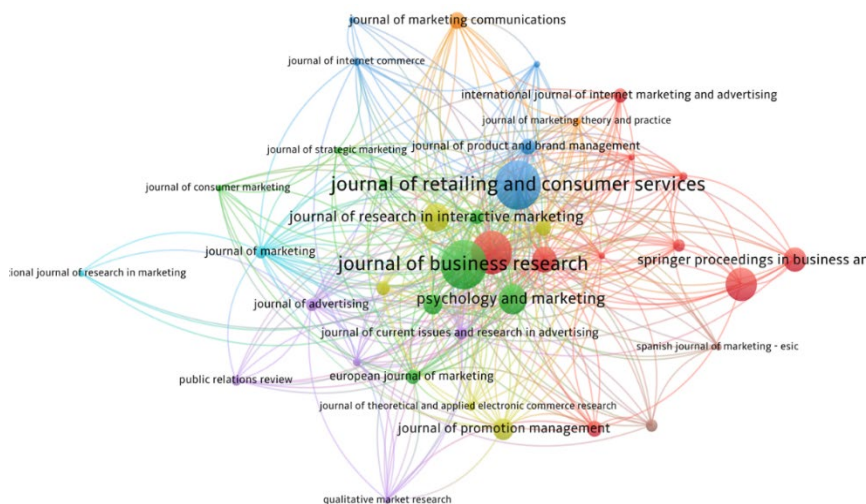 journal of marketing communications
journal of internet commerce
international journal of internet marketing and advertising
journal of marketing theory and practice
journal of product and brand management
journal of strategic marketing
journal of retailing and consumer services
journal of consumer marketing
journal of research in interactive marketing
journal of marketing
journal of business research
springer proceedings in business ar
tional journal of research in marketing
psychology and marketing
journal of advertising
journal of current issues and research in advertising
spanish journal of marketing - esic
public relations review
european journal of marketing
journal of theoretical and applied electronic commerce research
journal of promotion management
qualitative market research